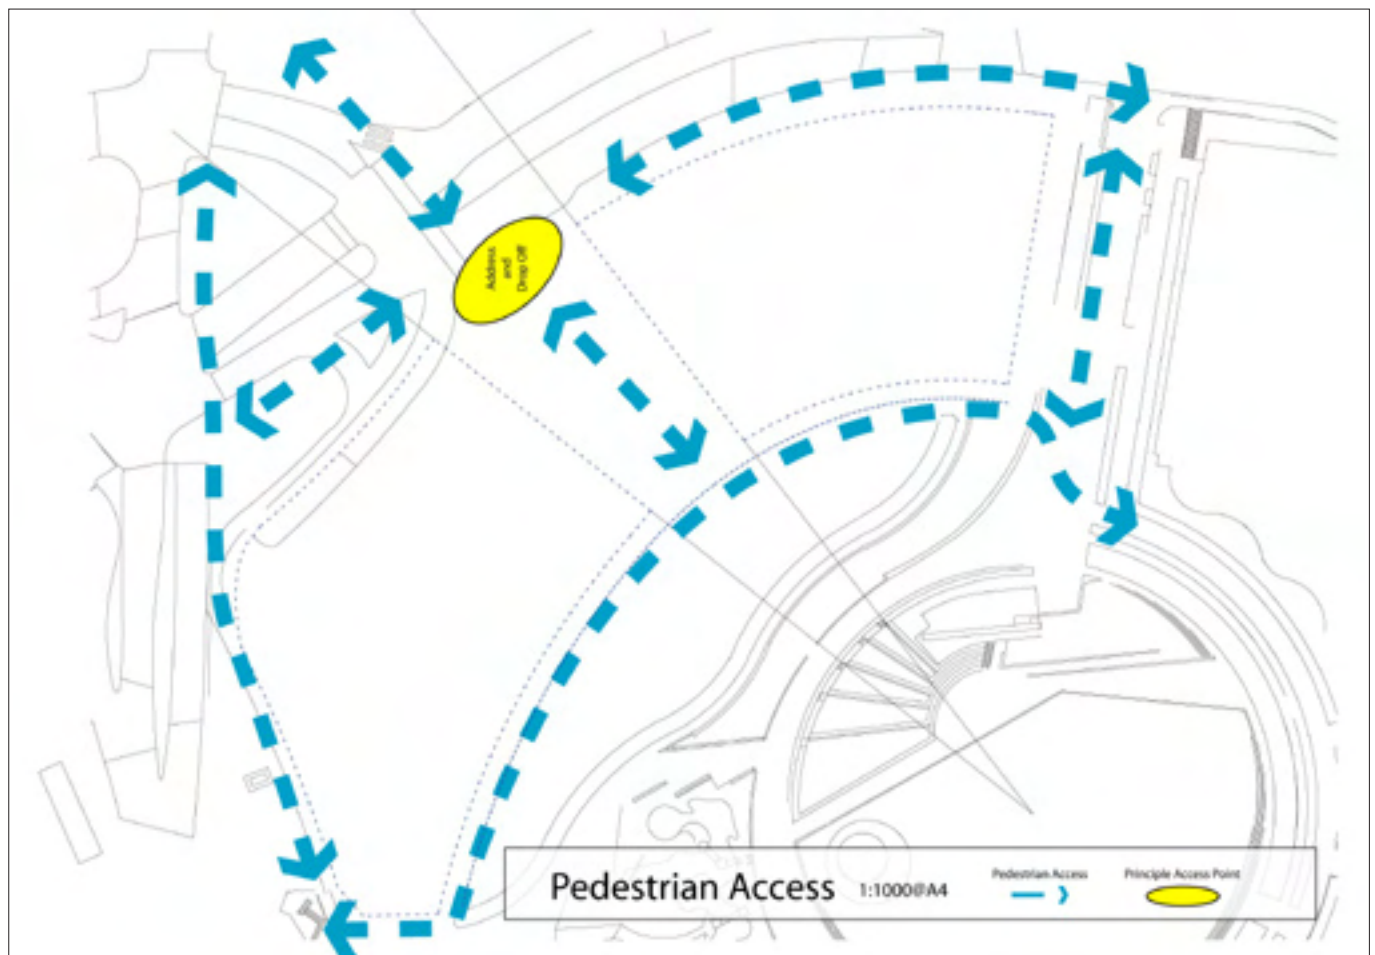 Address
and
Drop Off
Pedestrian Access 1:1000@A4
Pedestrian Access
Principle Access Point